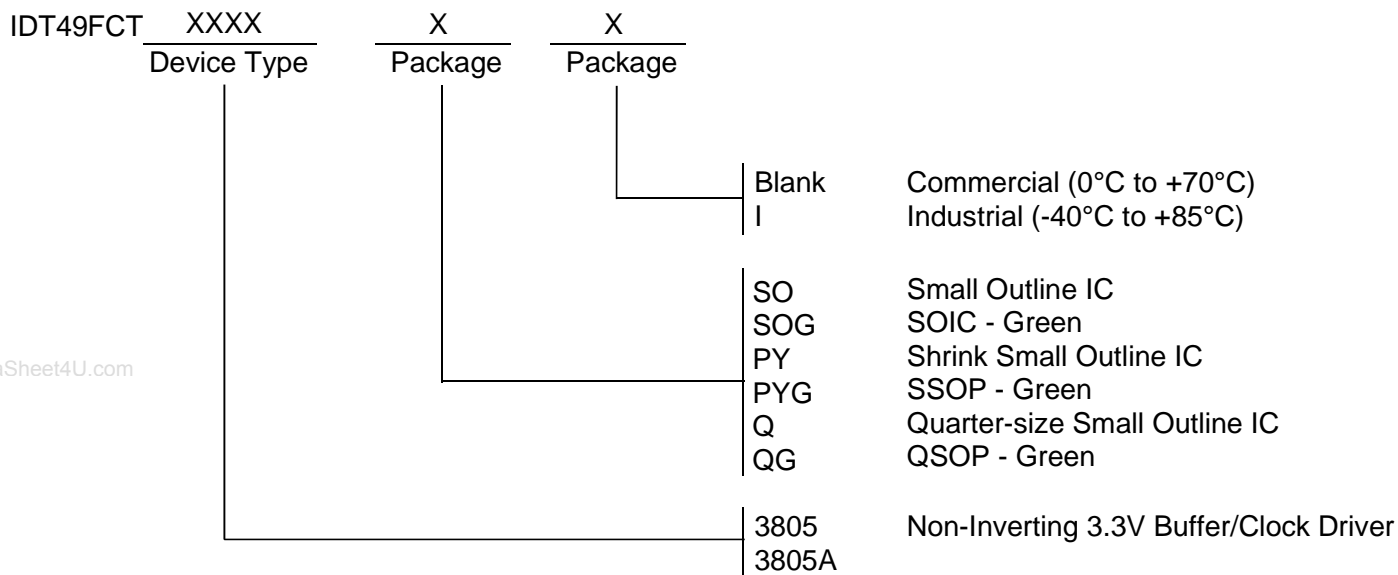 IDT49FCT XXXX X X
Device Type Package Package
Blank Commercial (0°C to +70°C)
I Industrial (-40°C to +85°C)
SO Small Outline IC
SOG SOIC - Green
PY Shrink Small Outline IC
aSheet4U.com
PYG SSOP - Green
Q Quarter-size Small Outline IC
QG QSOP - Green
3805 Non-Inverting 3.3V Buffer/Clock Driver
3805A